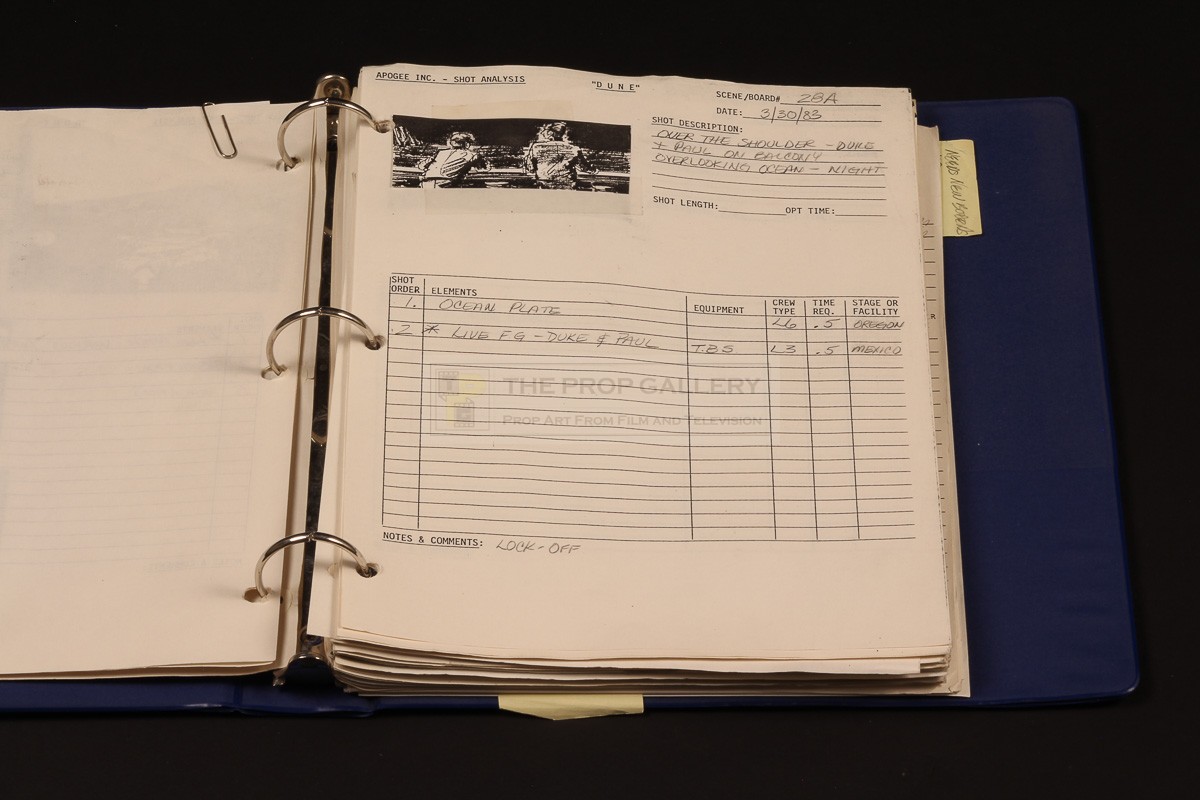 APOGEE INC. - SHOT ANALYSIS
"D U N E"
SCENE/BOARD# 28A
DATE: 3/30/83
SHOT DESCRIPTION:
OVER THE SHOULDER - DUKE
+ PAUL ON BALCONY
OVERLOOKING OCEAN - NIGHT
SHOT LENGTH: OPT TIME:
SHOT ORDER ELEMENTS EQUIPMENT CREW TYPE TIME REQ. STAGE OR FACILITY
1. OCEAN PLATE L6 .5 OREGON
.2 * LIVE F.G - DUKE & PAUL T.B.S L3 .5 MEXICO
THE PROP GALLERY
PROP ART FROM FILM AND TELEVISION
NOTES & COMMENTS: LOCK-OFF
NEEDS NEW BOARDS